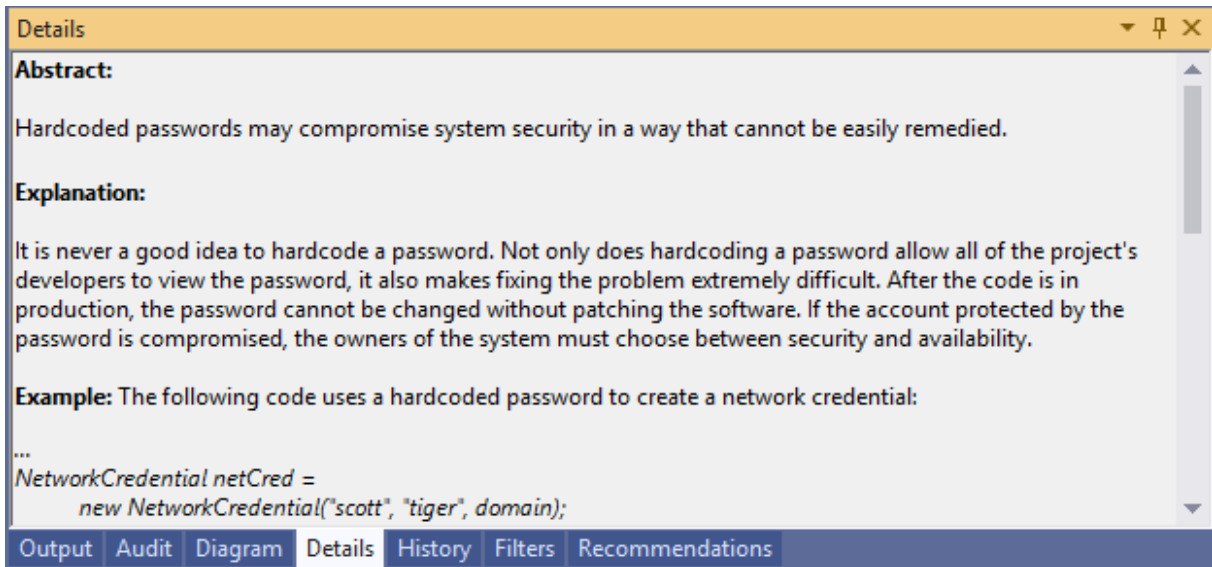 Details
Abstract:
Hardcoded passwords may compromise system security in a way that cannot be easily remedied.
Explanation:
It is never a good idea to hardcode a password. Not only does hardcoding a password allow all of the project's
developers to view the password, it also makes fixing the problem extremely difficult. After the code is in
production, the password cannot be changed without patching the software. If the account protected by the
password is compromised, the owners of the system must choose between security and availability.
Example: The following code uses a hardcoded password to create a network credential:
...
NetworkCredential netCred =
new NetworkCredential("scott", "tiger", domain);
Output Audit Diagram Details History Filters Recommendations